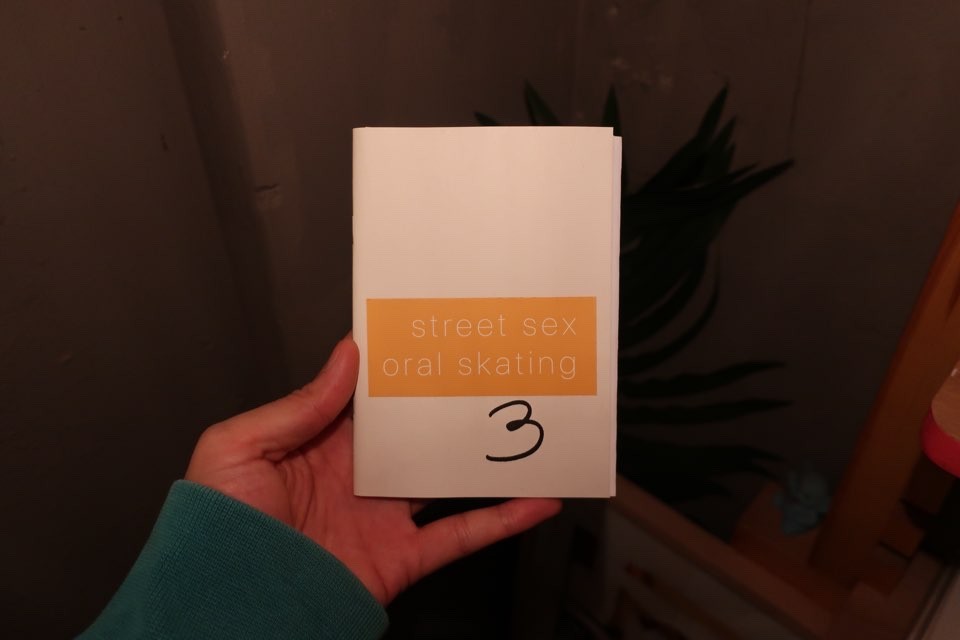 street sex
oral skating
3